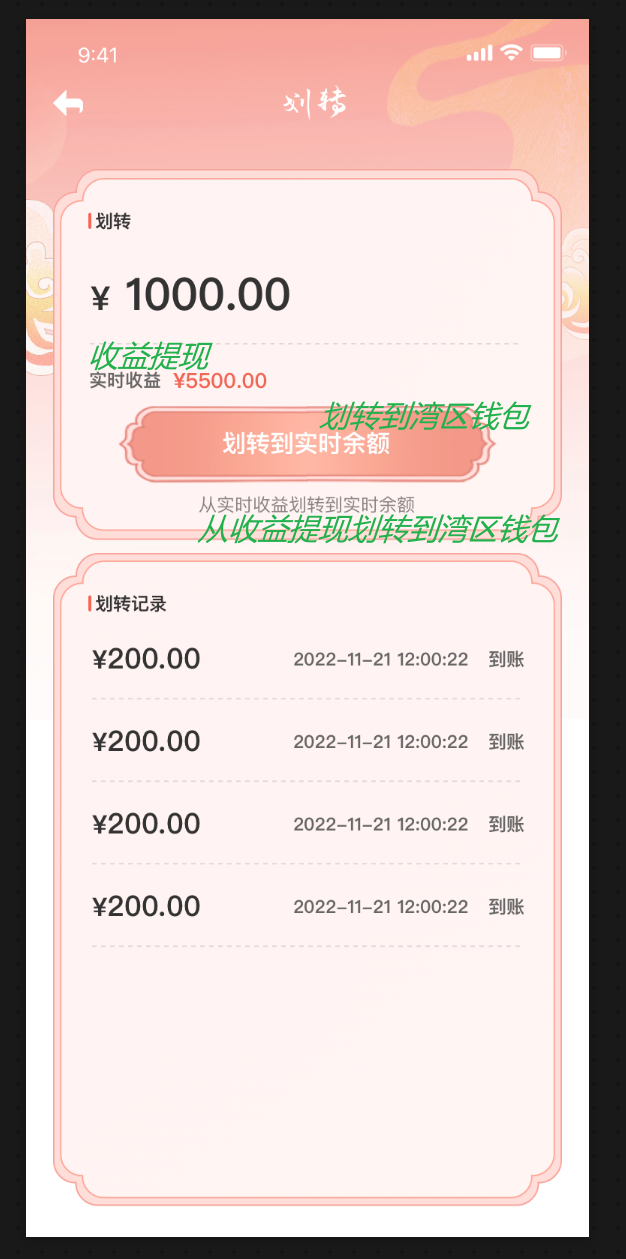 9:41
划转
划转
¥ 1000.00
收益提现
实时收益 ¥5500.00
划转到湾区钱包
划转到实时余额
从实时收益划转到实时余额
从收益提现划转到湾区钱包
划转记录
¥200.00 2022-11-21 12:00:22 到账
¥200.00 2022-11-21 12:00:22 到账
¥200.00 2022-11-21 12:00:22 到账
¥200.00 2022-11-21 12:00:22 到账